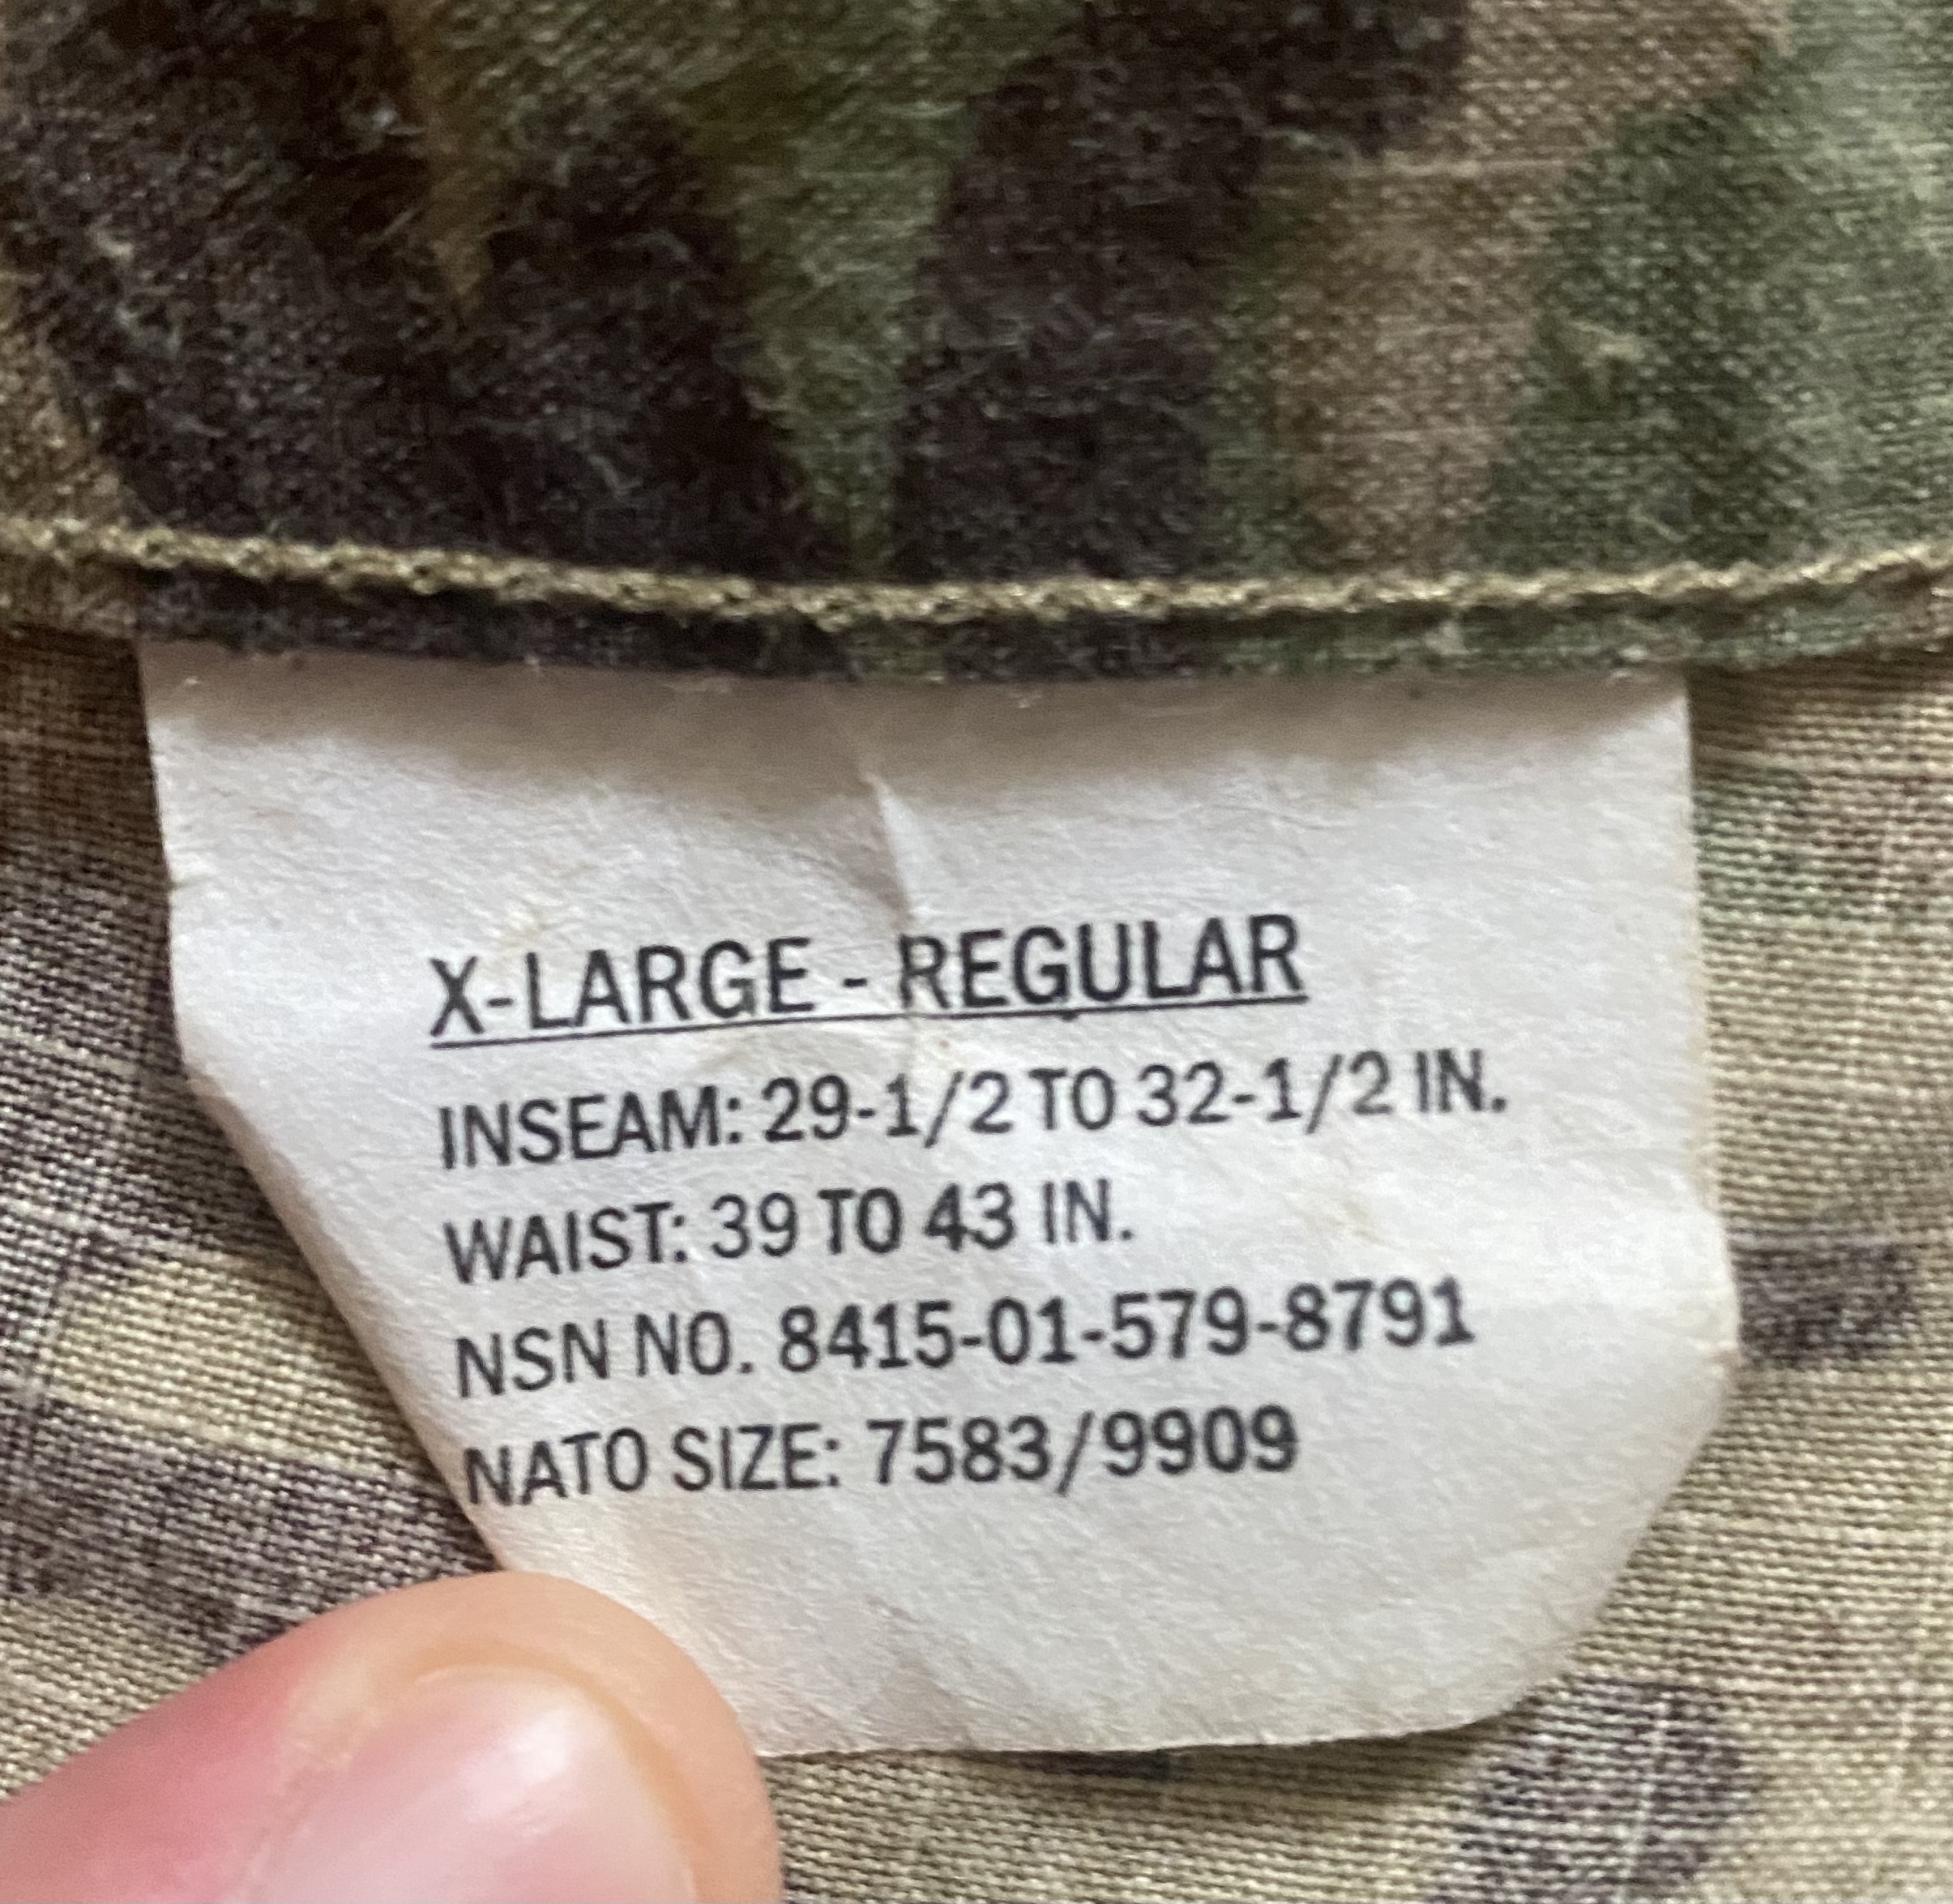 X-LARGE - REGULAR
INSEAM: 29-1/2 TO 32-1/2 IN.
WAIST: 39 TO 43 IN.
NSN NO. 8415-01-579-8791
NATO SIZE: 7583/9909